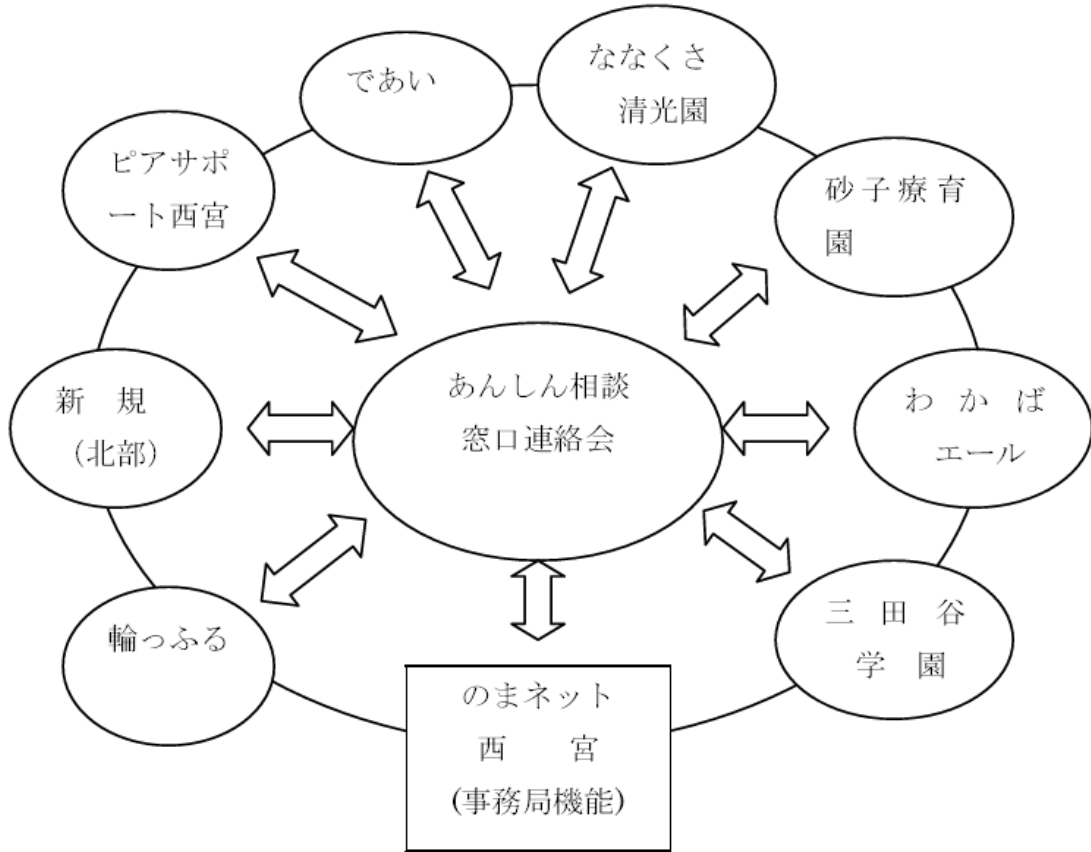 であい
ななくさ
清光園
ピアサポ
ート西宮
砂子療育
園
あんしん相談
窓口連絡会
新 規
（北部）
わ か ば
エール
輪っふる
三 田 谷
学 園
のまネット
西 宮
(事務局機能)